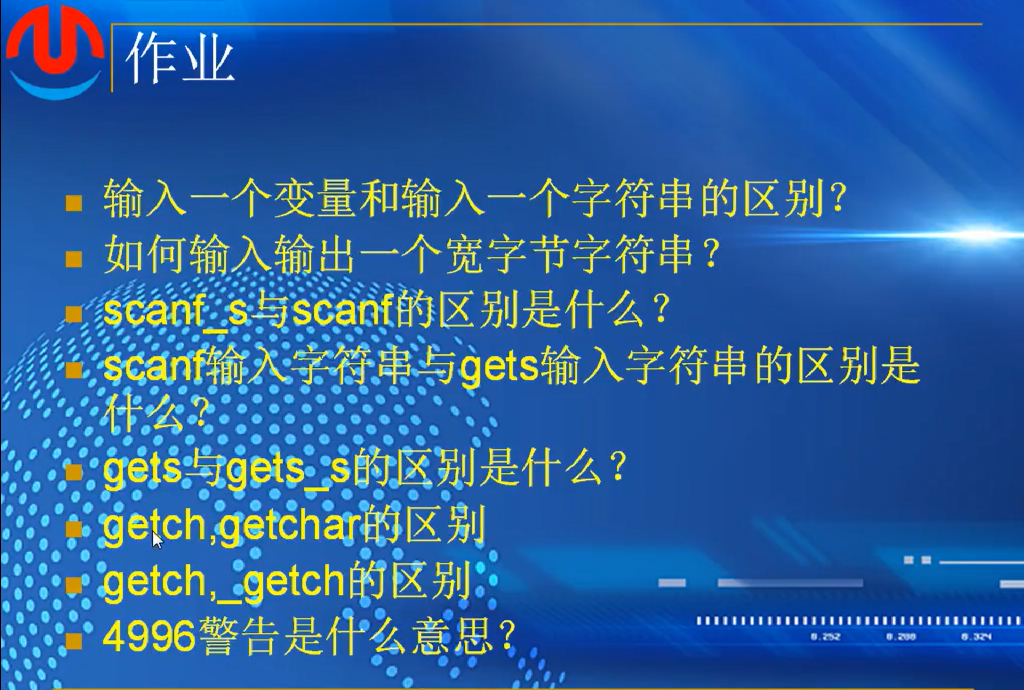 作业
输入一个变量和输入一个字符串的区别？
如何输入输出一个宽字节字符串？
scanf_s与scanf的区别是什么？
scanf输入字符串与gets输入字符串的区别是
什么？
gets与gets_s的区别是什么？
getch,getchar的区别
getch,_getch的区别
4996警告是什么意思？
0.252 0.288 0.324